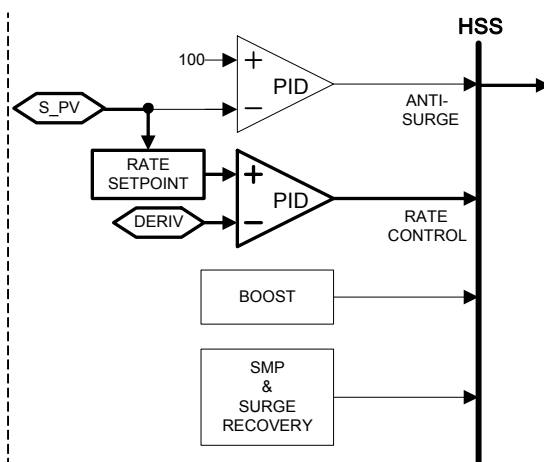 HSS
100
+
PID
S_PV
−
ANTI-
SURGE
RATE
SETPOINT
+
PID
DERIV
−
RATE
CONTROL
BOOST
SMP
&
SURGE
RECOVERY